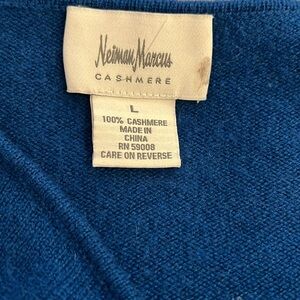 Neiman Marcus
CASHMERE
L
100% CASHMERE
MADE IN
CHINA
RN 59008
CARE ON REVERSE